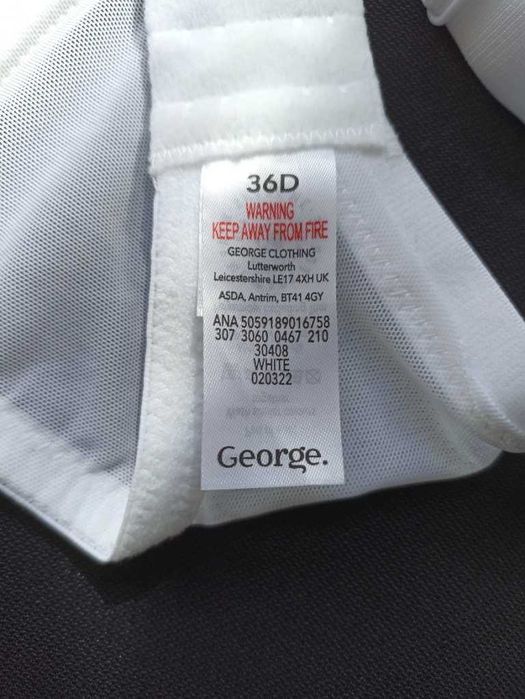 36D
WARNING
KEEP AWAY FROM FIRE
GEORGE CLOTHING
Lutterworth
Leicestershire LE17 4XH UK
ASDA, Antrim, BT41 4GY
ANA 5059189016758
307 3060 0467 210
30408
WHITE
020322
George.